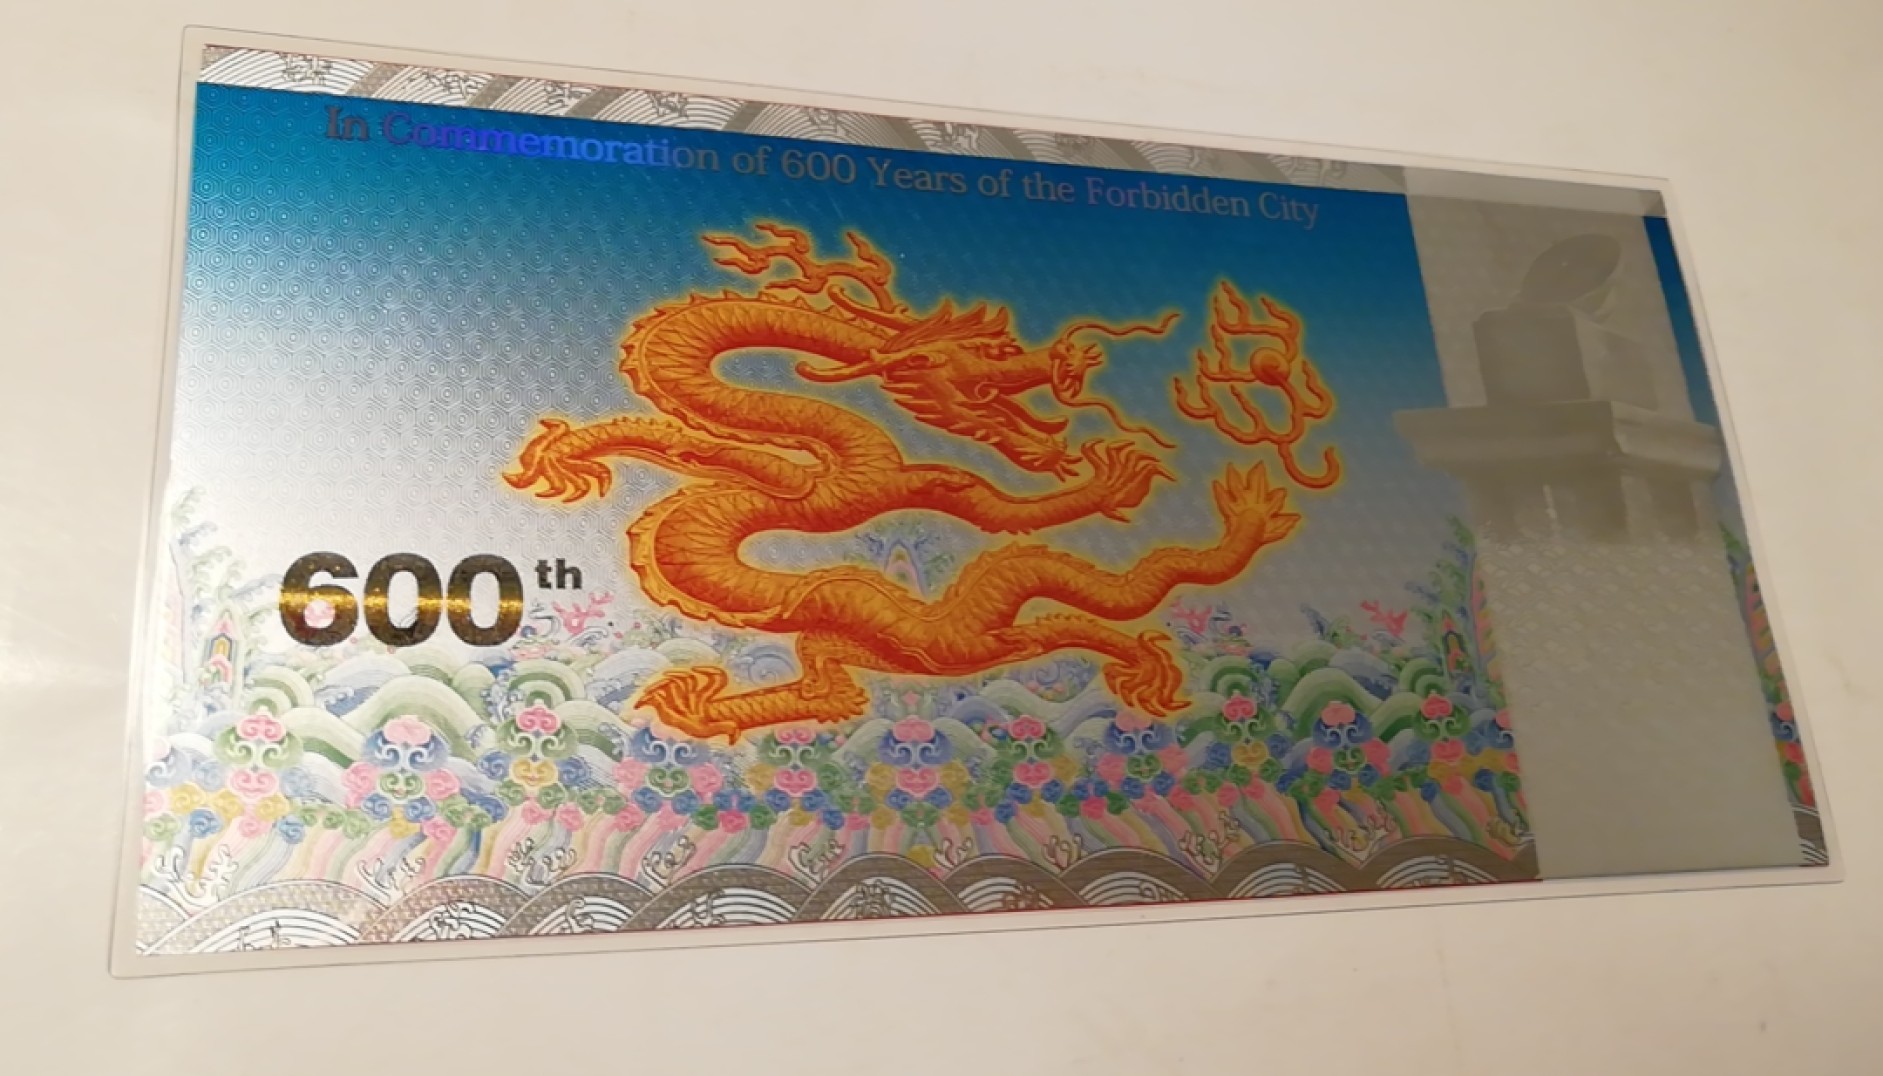 In Commemoration of 600 Years of the Forbidden City
600th